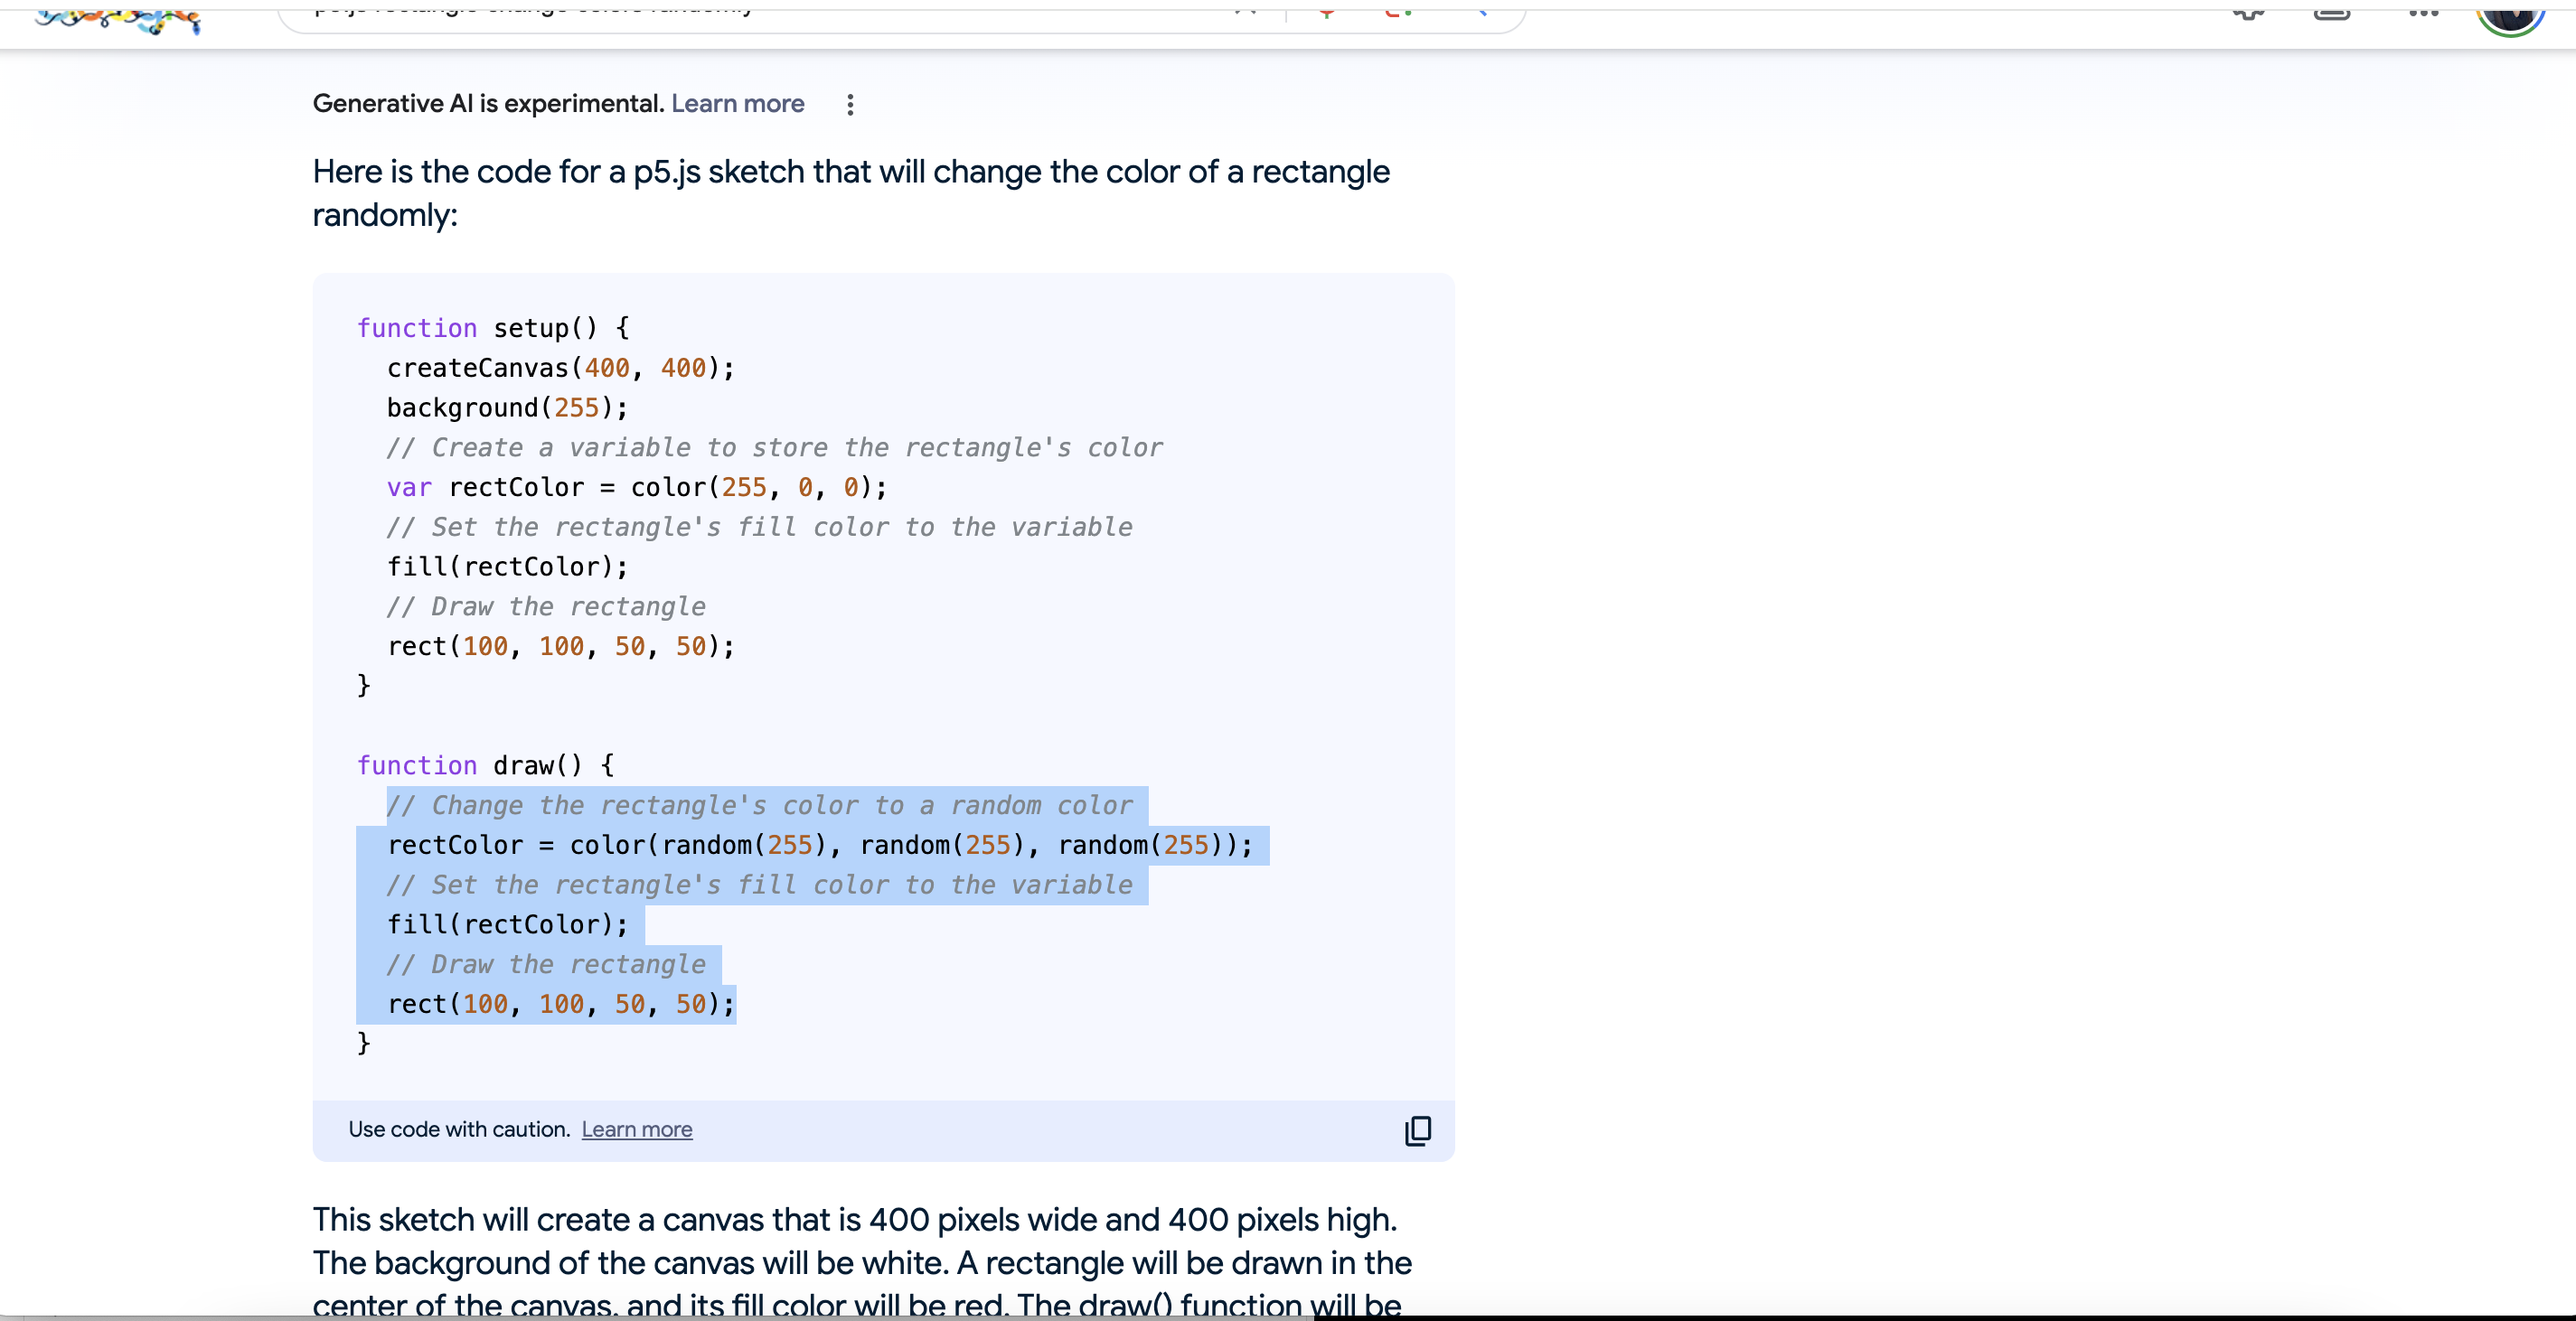 p5.js rectangle change colors randomly
Generative AI is experimental. Learn more
Here is the code for a p5.js sketch that will change the color of a rectangle
randomly:
function setup() {
createCanvas(400, 400);
background(255);
// Create a variable to store the rectangle's color
var rectColor = color(255, 0, 0);
// Set the rectangle's fill color to the variable
fill(rectColor);
// Draw the rectangle
rect(100, 100, 50, 50);
}
function draw() {
// Change the rectangle's color to a random color
rectColor = color(random(255), random(255), random(255));
// Set the rectangle's fill color to the variable
fill(rectColor);
// Draw the rectangle
rect(100, 100, 50, 50);
}
Use code with caution. Learn more
This sketch will create a canvas that is 400 pixels wide and 400 pixels high.
The background of the canvas will be white. A rectangle will be drawn in the
center of the canvas, and its fill color will be red. The draw() function will be